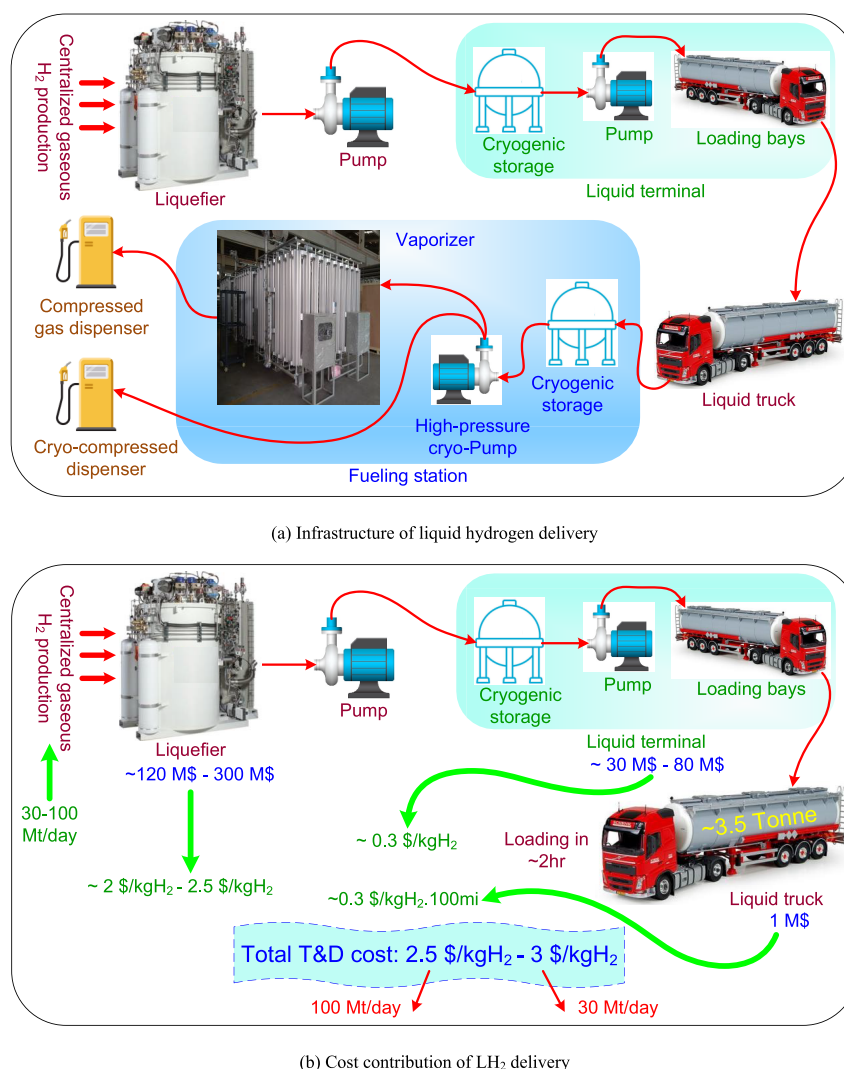 Centralized gaseous
H₂ production
Liquefier
Pump
Cryogenic
storage
Pump
Loading bays
Liquid terminal
Compressed
gas dispenser
Vaporizer
Cryogenic
storage
Liquid truck
High-pressure
cryo-Pump
Cryo-compressed
dispenser
Fueling station
(a) Infrastructure of liquid hydrogen delivery
Centralized gaseous
H₂ production
Liquefier
~120 M$ - 300 M$
Pump
Cryogenic
storage
Pump
Loading bays
Liquid terminal
~ 30 M$ - 80 M$
30-100
Mt/day
~ 2 $/kgH₂ - 2.5 $/kgH₂
~ 0.3 $/kgH₂
Loading in
~2hr
~3.5 Tonne
~0.3 $/kgH₂.100mi
Liquid truck
1 M$
Total T&D cost: 2.5 $/kgH₂ - 3 $/kgH₂
100 Mt/day
30 Mt/day
(b) Cost contribution of LH₂ delivery